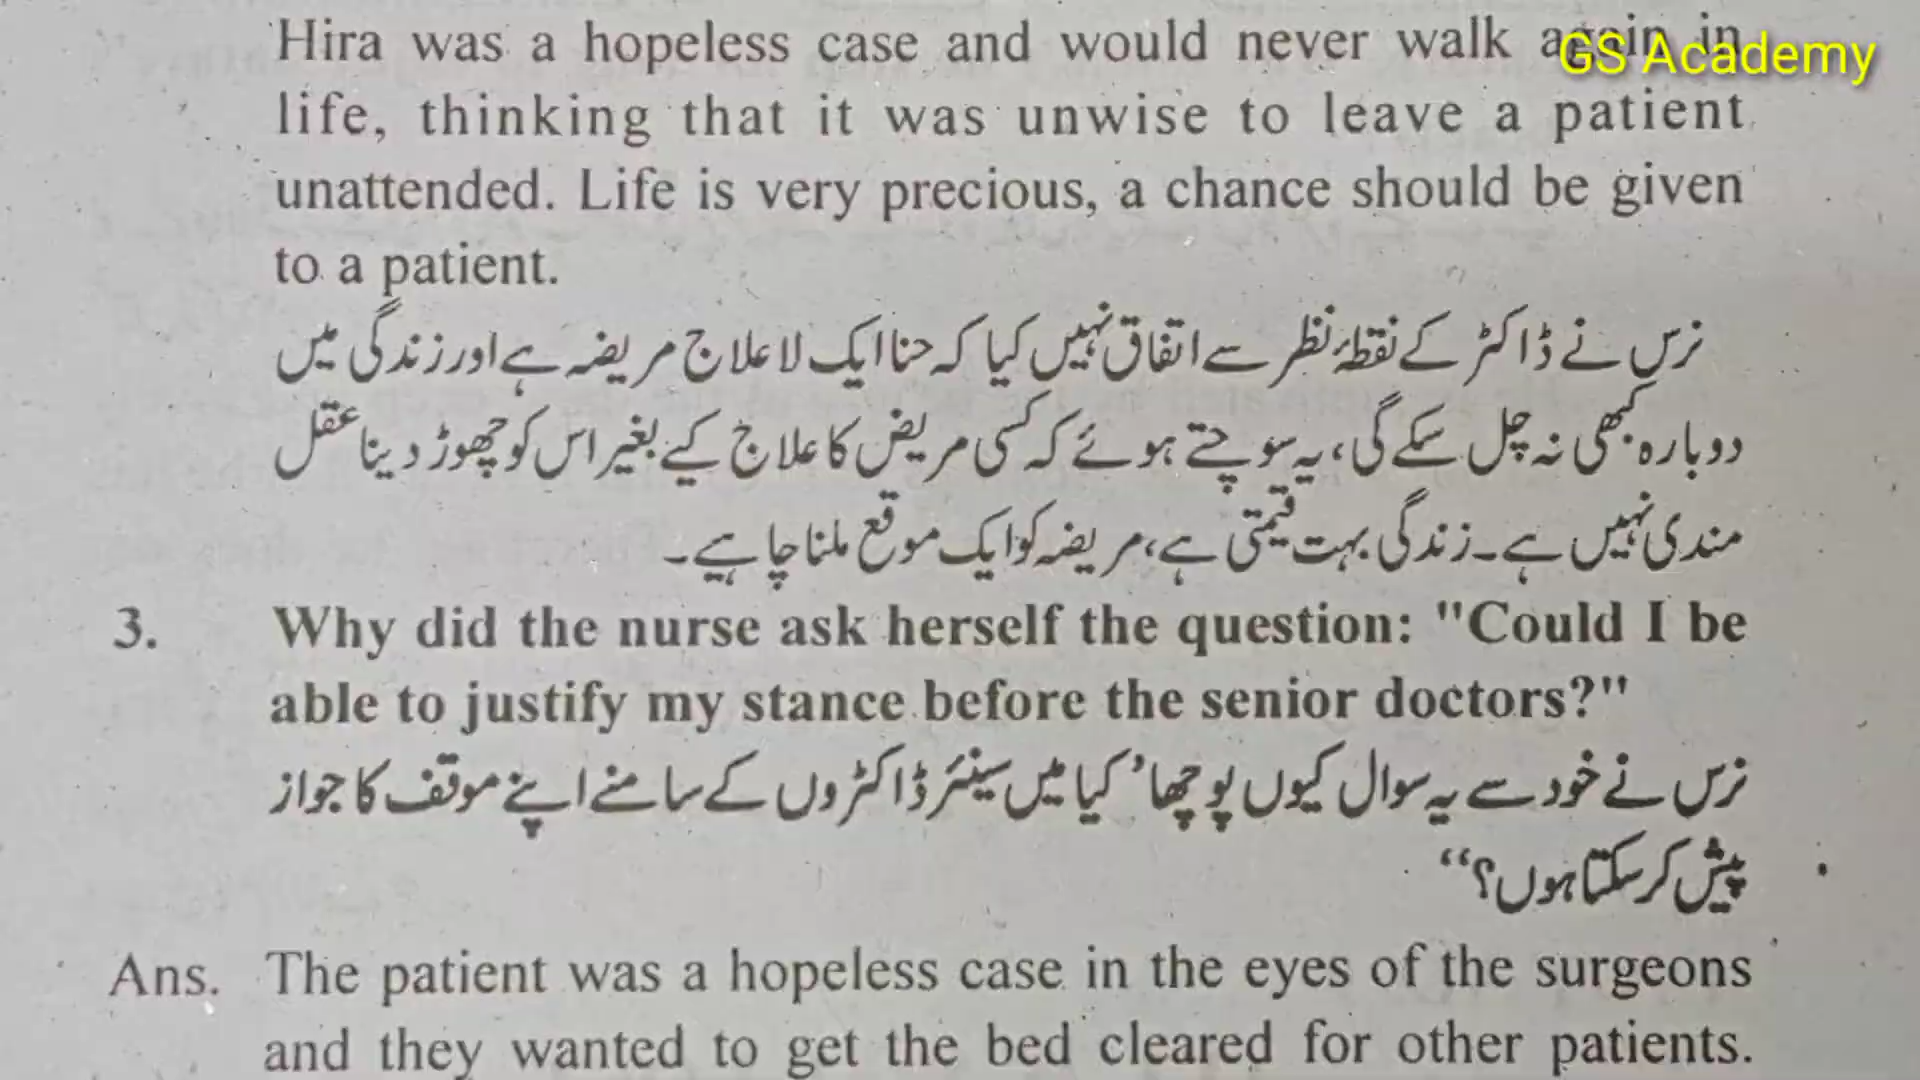 Hira was a hopeless case and would never walk again in
GS Academy
life, thinking that it was unwise to leave a patient
unattended. Life is very precious, a chance should be given
to a patient.
نرس نے ڈاکٹر کے نقطۂ نظر سے اتفاق نہیں کیا کہ حنا ایک لا علاج مریضہ ہے اور زندگی میں
دوبارہ کبھی نہ چل سکے گی، یہ سوچتے ہوئے کہ کسی مریض کا علاج کیے بغیر اس کو چھوڑ دینا عقل
مندی نہیں ہے۔ زندگی بہت قیمتی ہے، مریضہ کو ایک موقع ملنا چاہیے۔
3. Why did the nurse ask herself the question: "Could I be
able to justify my stance before the senior doctors?"
نرس نے خود سے یہ سوال کیوں پوچھا ’کیا میں سینئر ڈاکٹروں کے سامنے اپنے موقف کا جواز
پیش کر سکتا ہوں؟“
Ans. The patient was a hopeless case in the eyes of the surgeons
and they wanted to get the bed cleared for other patients.